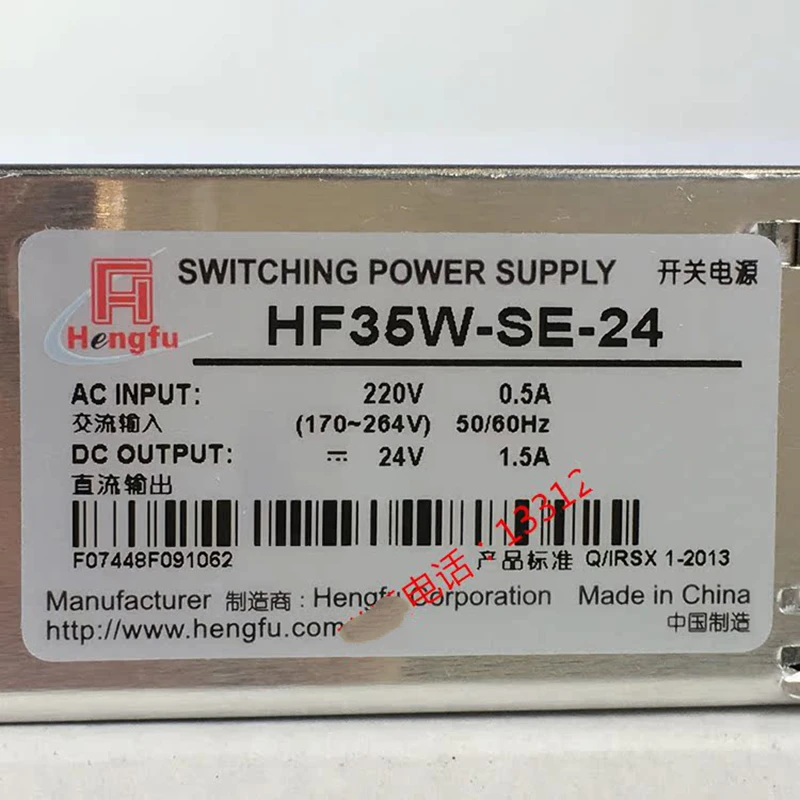 Hengfu
SWITCHING POWER SUPPLY 开关电源
HF35W-SE-24
AC INPUT: 220V 0.5A
交流输入 (170~264V) 50/60Hz
DC OUTPUT: ⎓ 24V 1.5A
直流输出
F07448F091062 产品标准 Q/IRSX 1-2013
电话:13312
Manufacturer 制造商：Hengfu Corporation Made in China
http://www.hengfu.com 中国制造